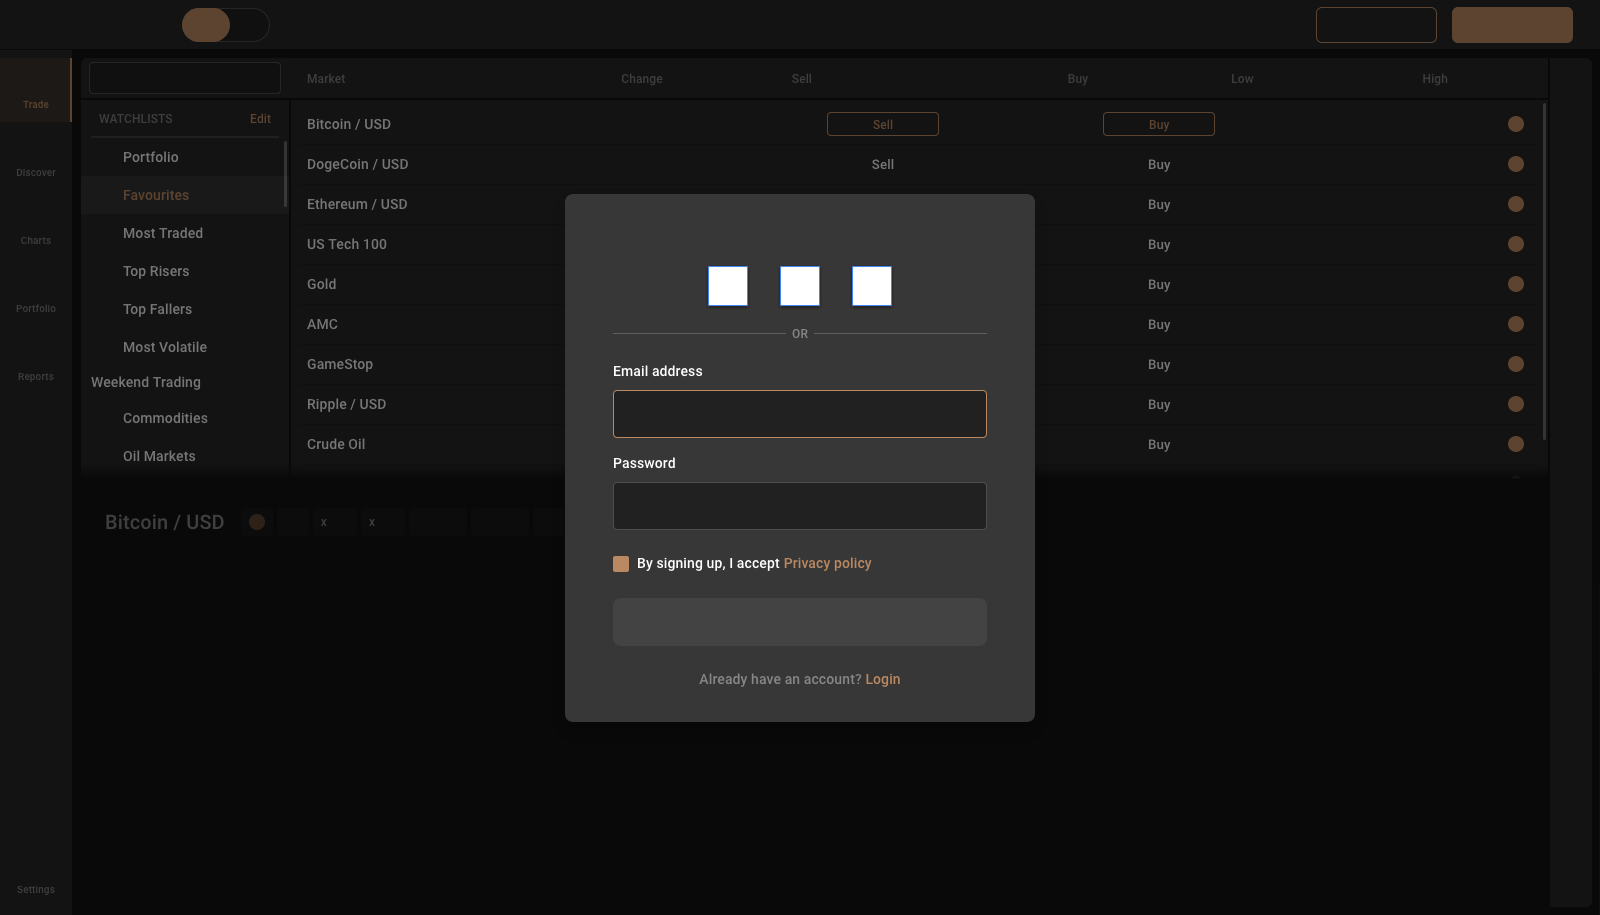 Market Change Sell Buy Low High
Trade
WATCHLISTS Edit
Bitcoin / USD Sell Buy
Portfolio
DogeCoin / USD Sell Buy
Discover
Favourites
Ethereum / USD Buy
Most Traded
US Tech 100 Buy
Charts
Top Risers
Gold Buy
Top Fallers
Portfolio
AMC Buy
Most Volatile
GameStop Buy
Reports
Weekend Trading
Ripple / USD Buy
Commodities
Crude Oil Buy
Oil Markets
Bitcoin / USD x x
OR
Email address
Password
By signing up, I accept Privacy policy
Already have an account? Login
Settings